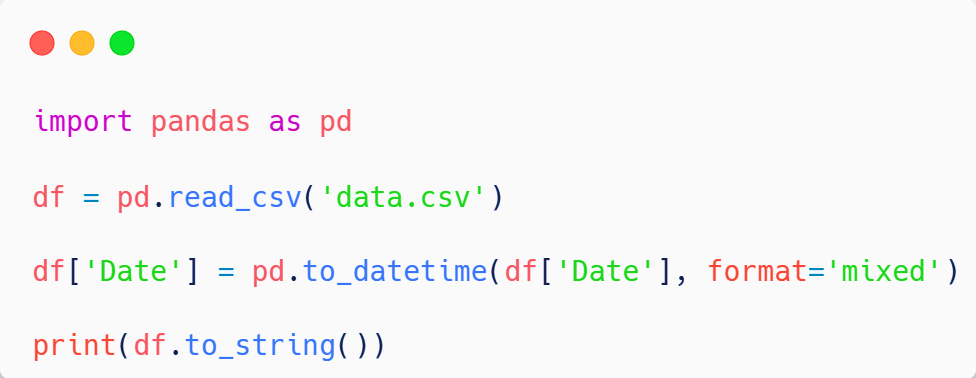 import pandas as pd
df = pd.read_csv('data.csv')
df['Date'] = pd.to_datetime(df['Date'], format='mixed')
print(df.to_string())